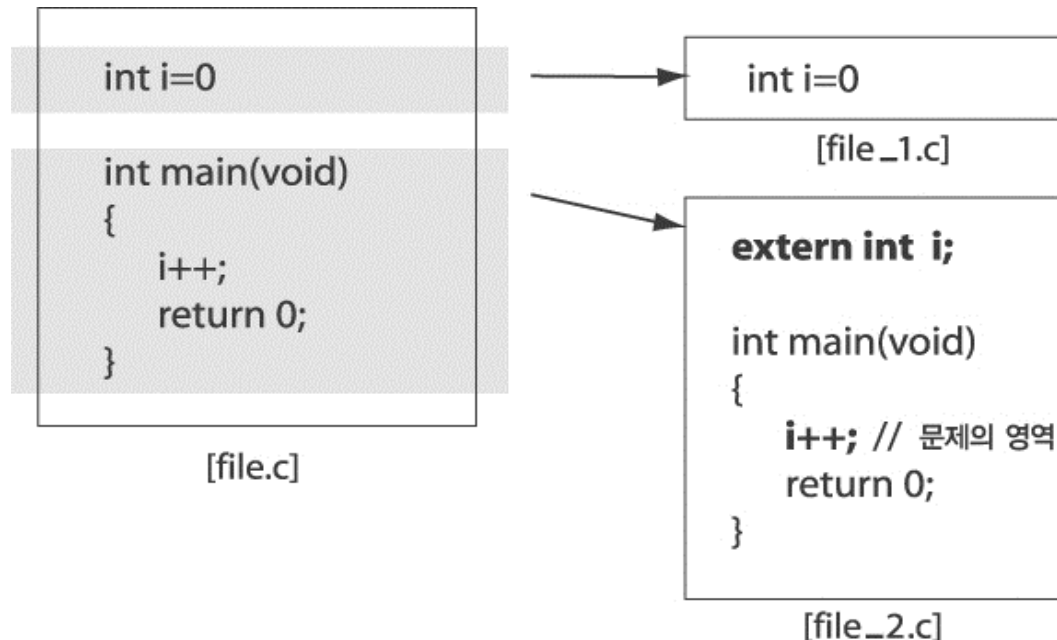 int i=0
int main(void)
{
i++;
return 0;
}
[file.c]
int i=0
[file_1.c]
extern int i;
int main(void)
{
i++; // 문제의 영역
return 0;
}
[file_2.c]